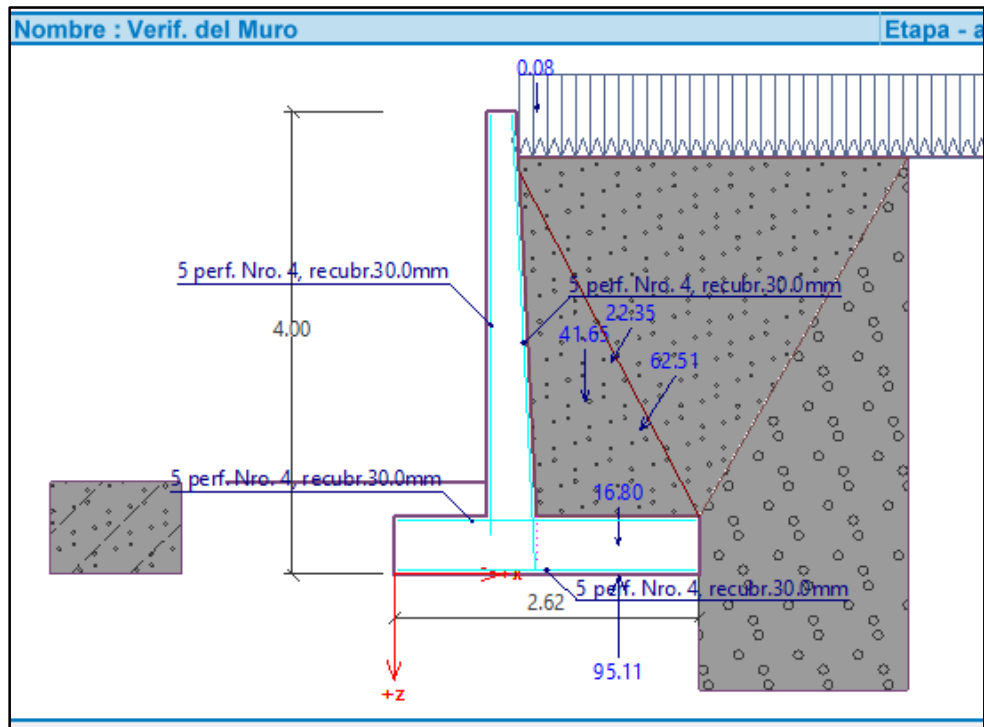 Nombre : Verif. del Muro
Etapa - a
0.08
5 perf. Nro. 4, recubr.30.0mm
5 perf. Nro. 4, recubr.30.0mm
4.00
22.35
41.65
62.51
5 perf. Nro. 4, recubr.30.0mm
16.80
+x
5 perf. Nro. 4, recubr.30.0mm
2.62
95.11
+z